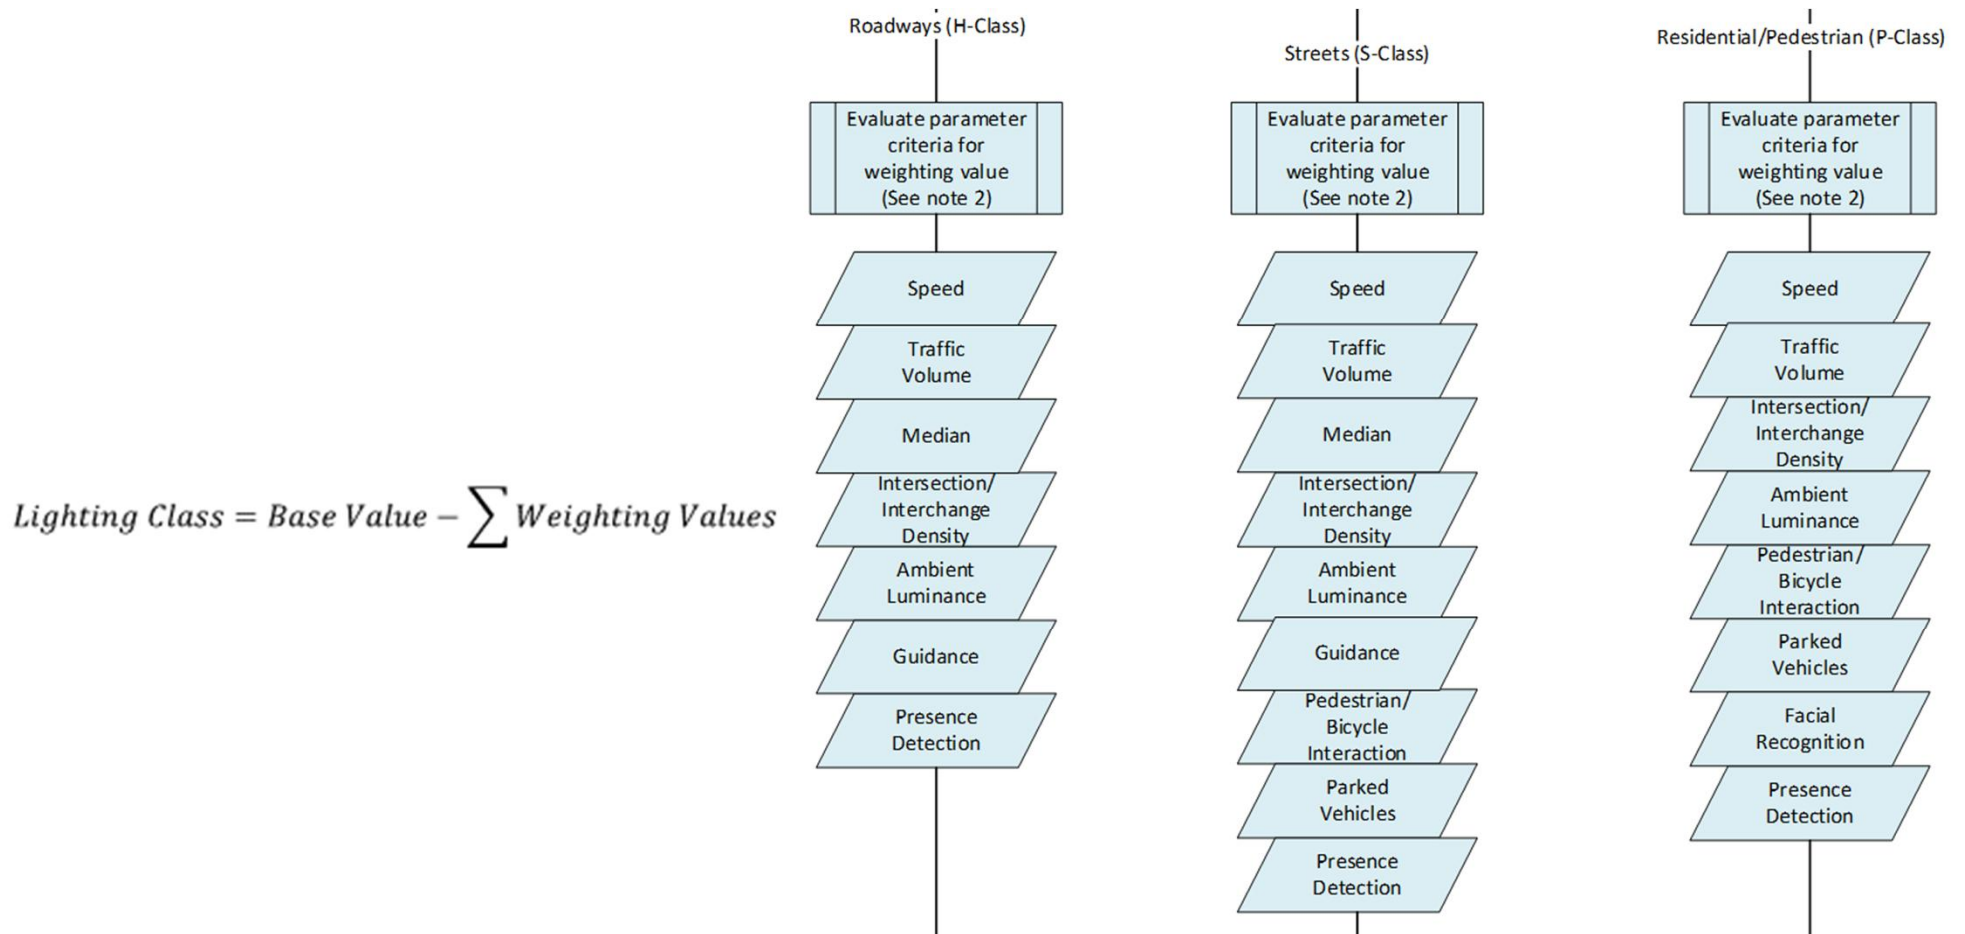 Lighting Class = Base Value − ∑ Weighting Values
Roadways (H-Class)
Evaluate parameter
criteria for
weighting value
(See note 2)
Speed
Traffic
Volume
Median
Intersection/
Interchange
Density
Ambient
Luminance
Guidance
Presence
Detection
Streets (S-Class)
Evaluate parameter
criteria for
weighting value
(See note 2)
Speed
Traffic
Volume
Median
Intersection/
Interchange
Density
Ambient
Luminance
Guidance
Pedestrian/
Bicycle
Interaction
Parked
Vehicles
Presence
Detection
Residential/Pedestrian (P-Class)
Evaluate parameter
criteria for
weighting value
(See note 2)
Speed
Traffic
Volume
Intersection/
Interchange
Density
Ambient
Luminance
Pedestrian/
Bicycle
Interaction
Parked
Vehicles
Facial
Recognition
Presence
Detection